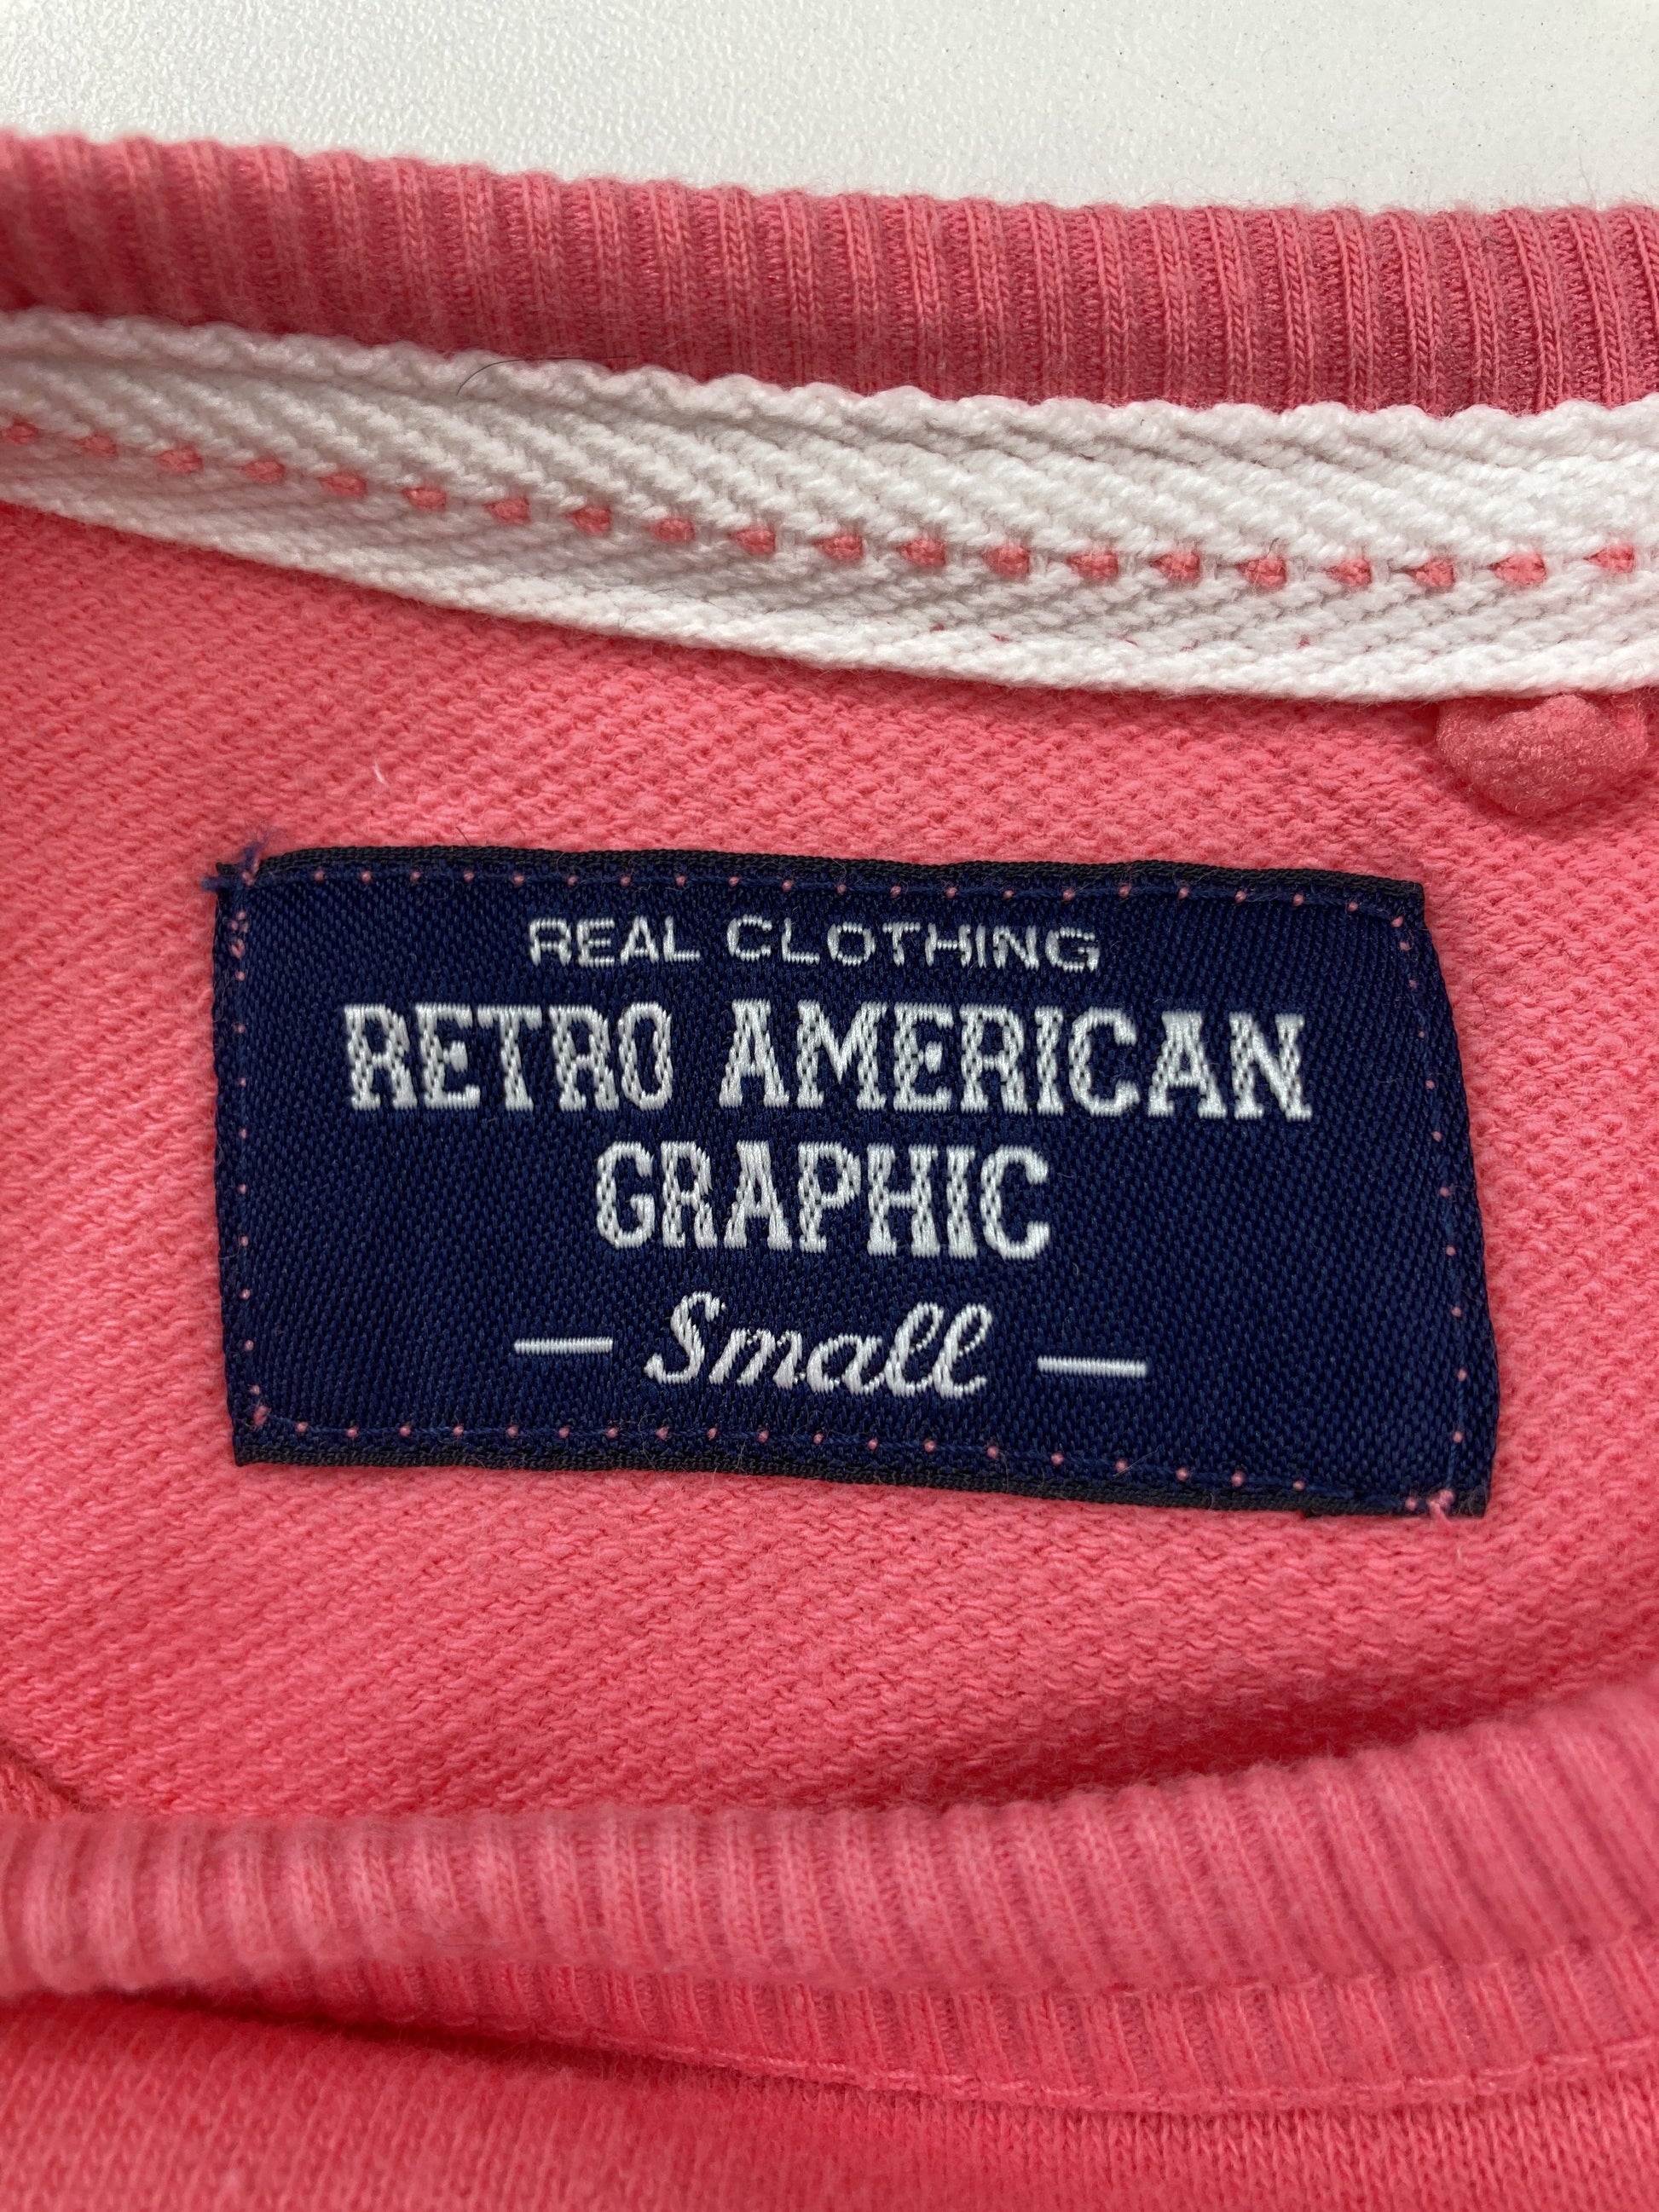 REAL CLOTHING
RETRO AMERICAN
GRAPHIC
— Small —